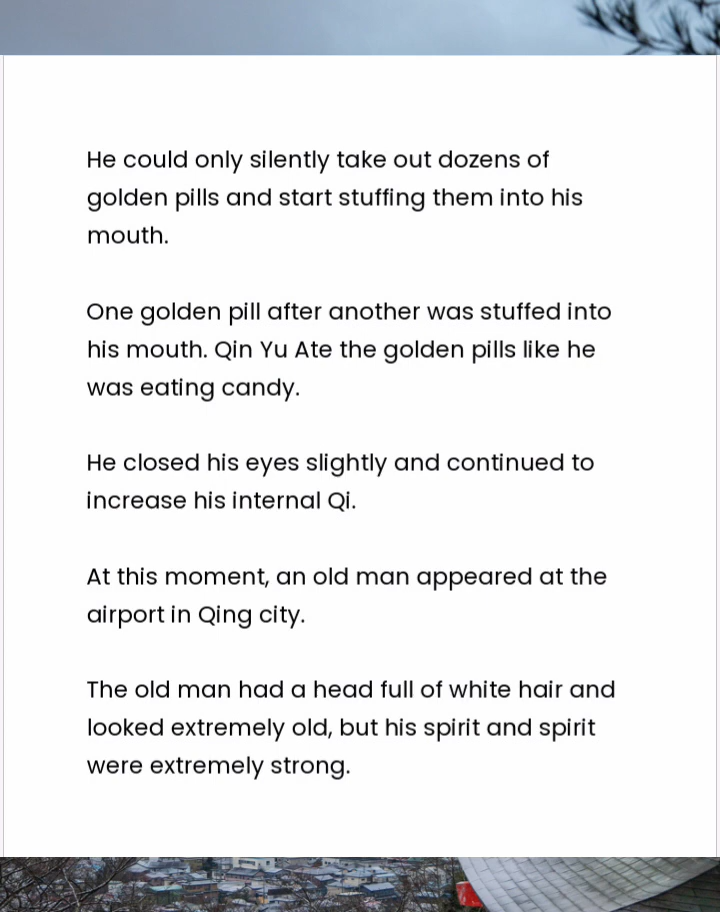 He could only silently take out dozens of
golden pills and start stuffing them into his
mouth.
One golden pill after another was stuffed into
his mouth. Qin Yu Ate the golden pills like he
was eating candy.
He closed his eyes slightly and continued to
increase his internal Qi.
At this moment, an old man appeared at the
airport in Qing city.
The old man had a head full of white hair and
looked extremely old, but his spirit and spirit
were extremely strong.